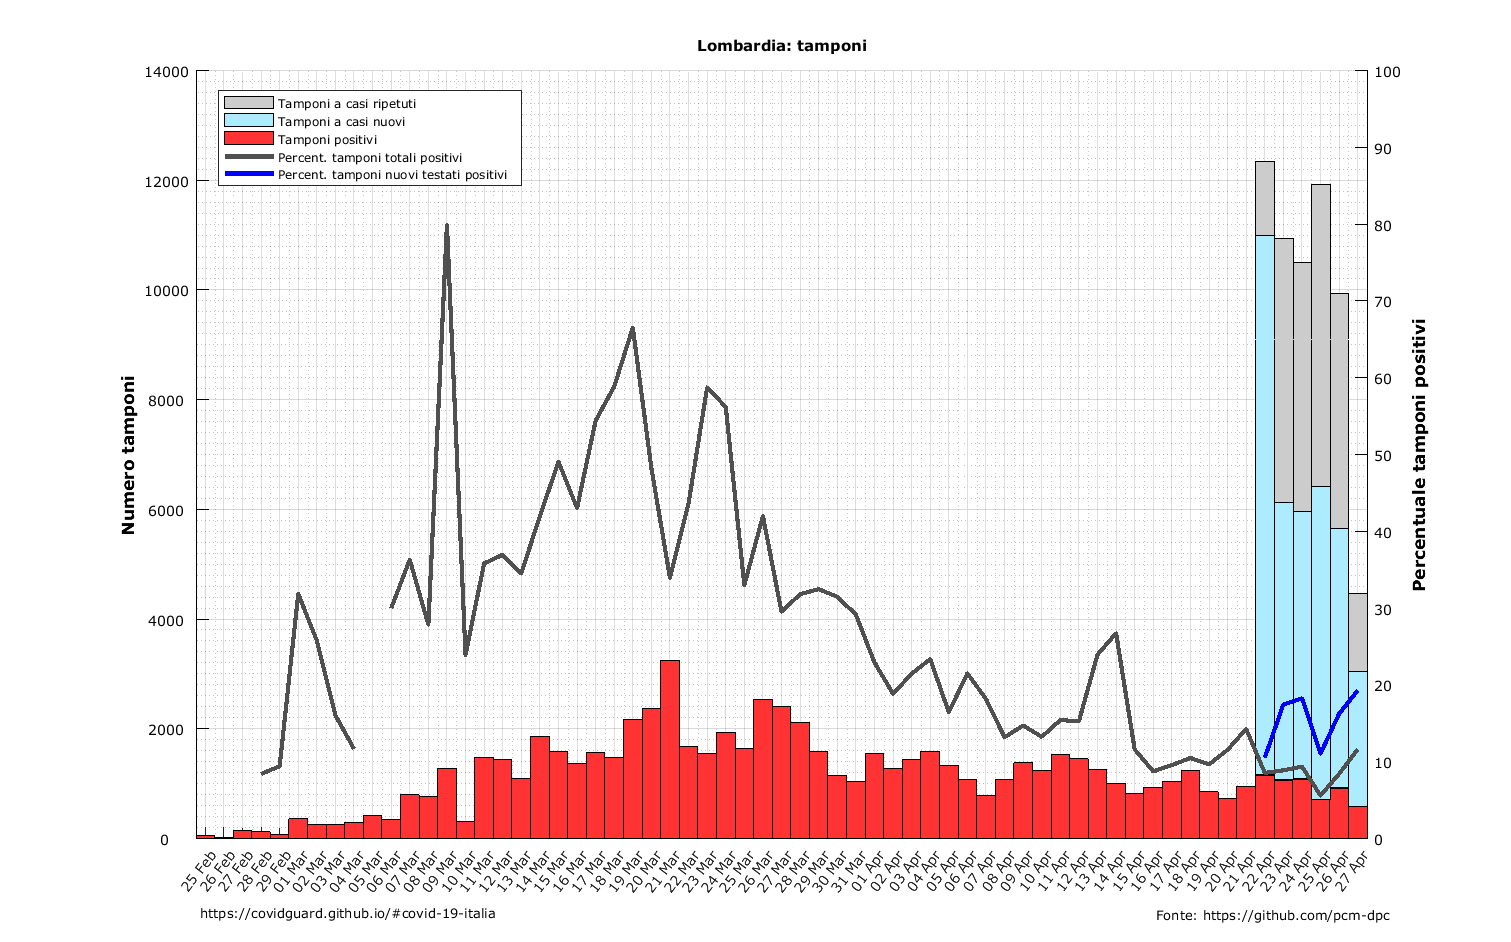 Lombardia: tamponi
14000
12000
10000
8000
6000
4000
2000
0
Numero tamponi
Tamponi a casi ripetuti
Tamponi a casi nuovi
Tamponi positivi
Percent. tamponi totali positivi
Percent. tamponi nuovi testati positivi
100
90
80
70
60
50
40
30
20
10
0
Percentuale tamponi positivi
25 Feb
26 Feb
27 Feb
28 Feb
29 Feb
01 Mar
02 Mar
03 Mar
04 Mar
05 Mar
06 Mar
07 Mar
08 Mar
09 Mar
10 Mar
11 Mar
12 Mar
13 Mar
14 Mar
15 Mar
16 Mar
17 Mar
18 Mar
19 Mar
20 Mar
21 Mar
22 Mar
23 Mar
24 Mar
25 Mar
26 Mar
27 Mar
28 Mar
29 Mar
30 Mar
31 Mar
01 Apr
02 Apr
03 Apr
04 Apr
05 Apr
06 Apr
07 Apr
08 Apr
09 Apr
10 Apr
11 Apr
12 Apr
13 Apr
14 Apr
15 Apr
16 Apr
17 Apr
18 Apr
19 Apr
20 Apr
21 Apr
22 Apr
23 Apr
24 Apr
25 Apr
26 Apr
27 Apr
https://covidguard.github.io/#covid-19-italia
Fonte: https://github.com/pcm-dpc